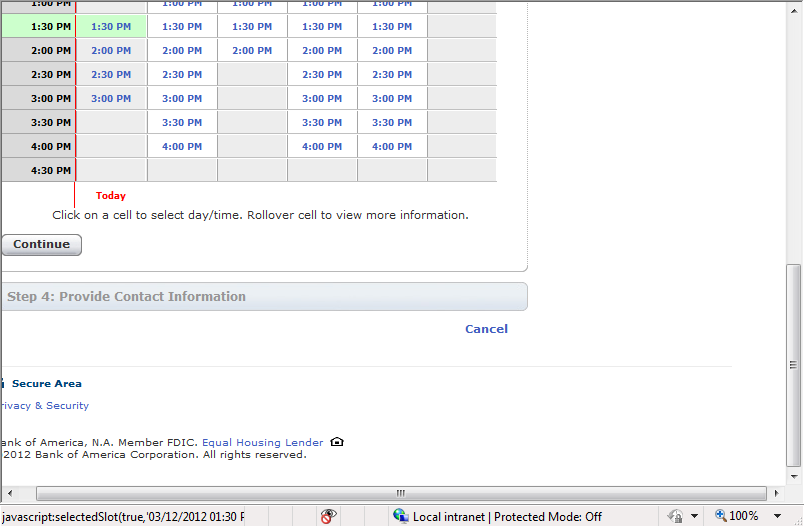 1:00 PM 1:00 PM 1:00 PM 1:00 PM 1:00 PM 1:00 PM
1:30 PM 1:30 PM 1:30 PM 1:30 PM 1:30 PM 1:30 PM
2:00 PM 2:00 PM 2:00 PM 2:00 PM 2:00 PM 2:00 PM
2:30 PM 2:30 PM 2:30 PM 2:30 PM 2:30 PM
3:00 PM 3:00 PM 3:00 PM 3:00 PM 3:00 PM
3:30 PM 3:30 PM 3:30 PM 3:30 PM
4:00 PM 4:00 PM 4:00 PM 4:00 PM
4:30 PM
Today
Click on a cell to select day/time. Rollover cell to view more information.
Continue
Step 4: Provide Contact Information
Cancel
Secure Area
rivacy & Security
ank of America, N.A. Member FDIC. Equal Housing Lender
2012 Bank of America Corporation. All rights reserved.
javascript:selectedSlot(true,'03/12/2012 01:30 P Local intranet | Protected Mode: Off 100%